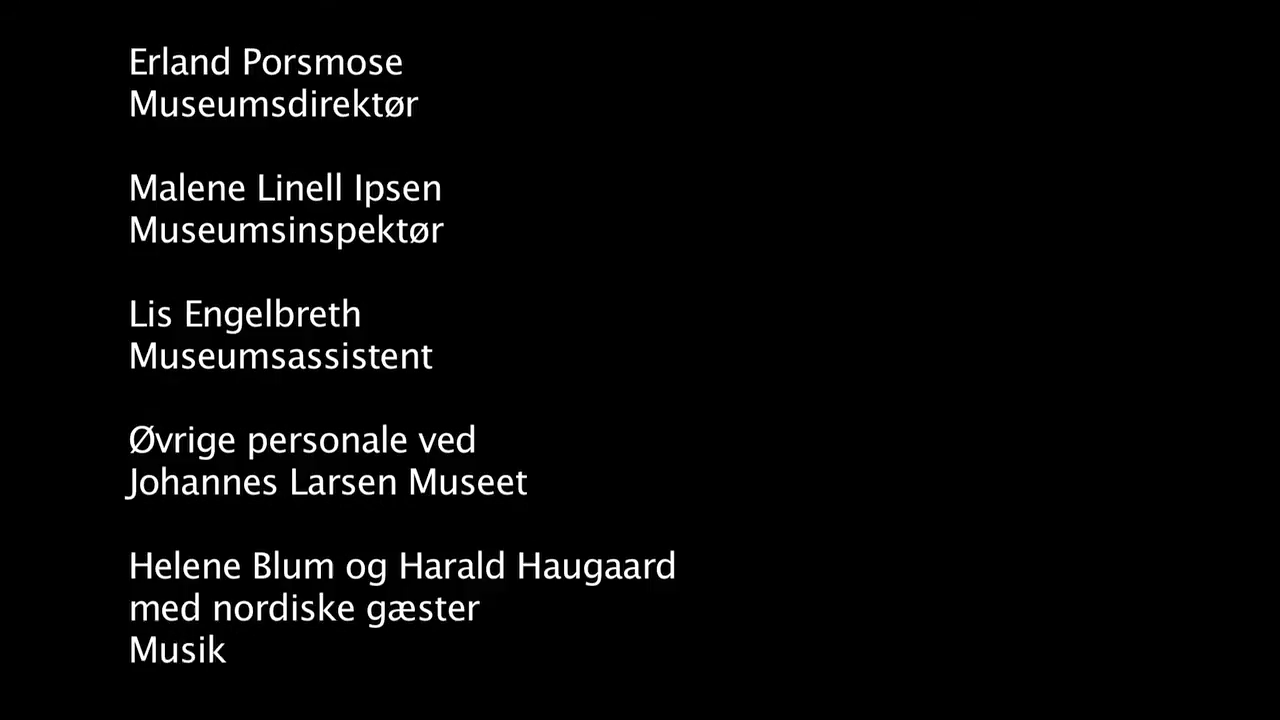 Erland Porsmose
Museumsdirektør
Malene Linell Ipsen
Museumsinspektør
Lis Engelbreth
Museumsassistent
Øvrige personale ved
Johannes Larsen Museet
Helene Blum og Harald Haugaard
med nordiske gæster
Musik